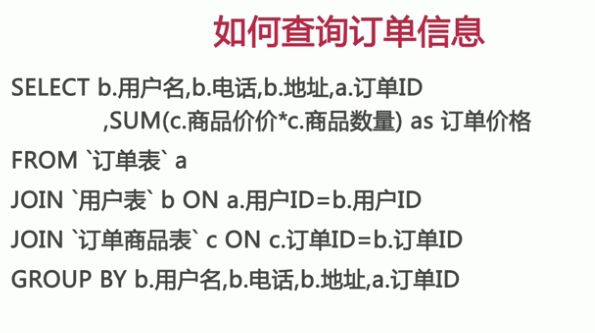 如何查询订单信息
SELECT b.用户名,b.电话,b.地址,a.订单ID
,SUM(c.商品价价*c.商品数量) as 订单价格
FROM `订单表` a
JOIN `用户表` b ON a.用户ID=b.用户ID
JOIN `订单商品表` c ON c.订单ID=b.订单ID
GROUP BY b.用户名,b.电话,b.地址,a.订单ID